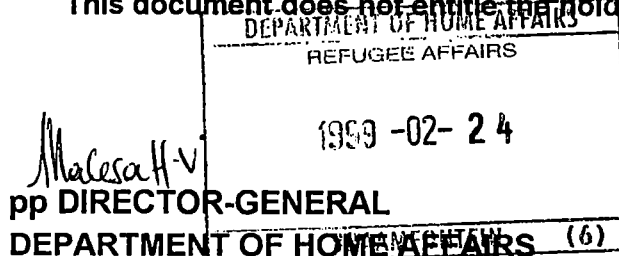 This document does not entitle the hold
DEPARTMENT OF HOME AFFAIRS
REFUGEE AFFAIRS
1999 -02- 24
Malesa H.V
pp DIRECTOR-GENERAL
DEPARTMENT OF HOME AFFAIRS (6)